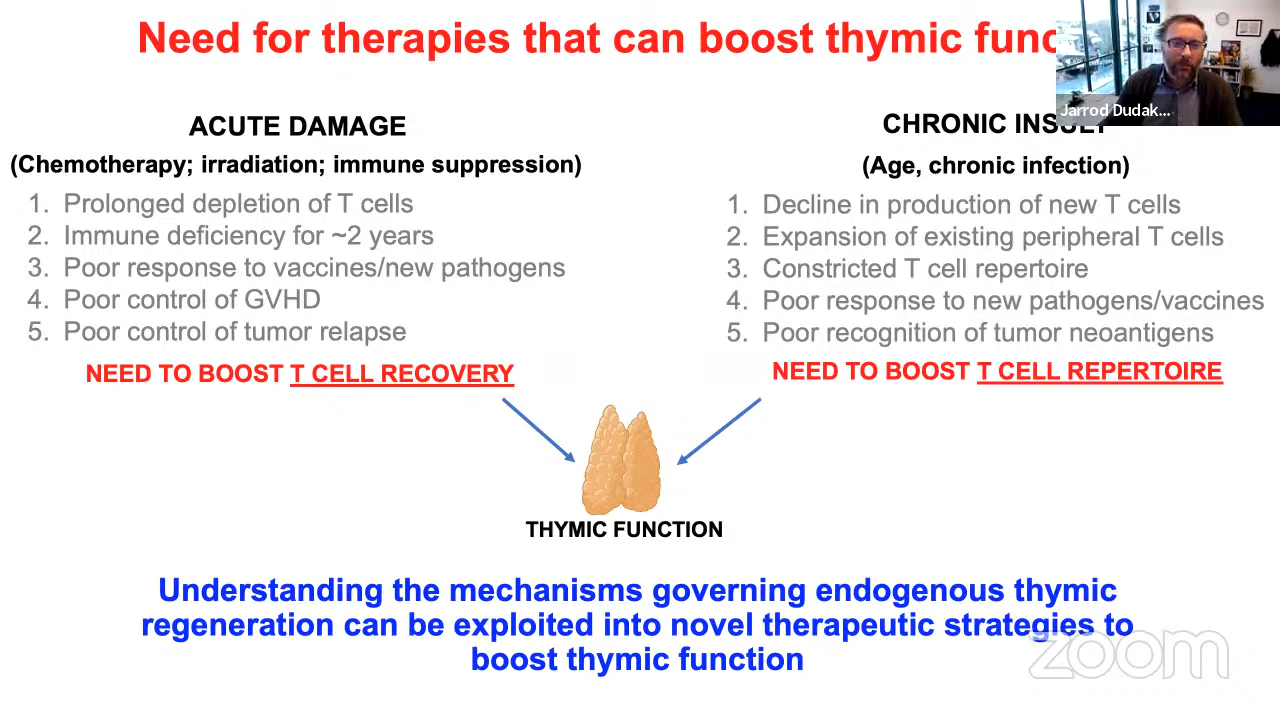 Need for therapies that can boost thymic func
Jarrod Dudak...
ACUTE DAMAGE
(Chemotherapy; irradiation; immune suppression)
1. Prolonged depletion of T cells
2. Immune deficiency for ~2 years
3. Poor response to vaccines/new pathogens
4. Poor control of GVHD
5. Poor control of tumor relapse
NEED TO BOOST T CELL RECOVERY
CHRONIC INSULT
(Age, chronic infection)
1. Decline in production of new T cells
2. Expansion of existing peripheral T cells
3. Constricted T cell repertoire
4. Poor response to new pathogens/vaccines
5. Poor recognition of tumor neoantigens
NEED TO BOOST T CELL REPERTOIRE
THYMIC FUNCTION
Understanding the mechanisms governing endogenous thymic
regeneration can be exploited into novel therapeutic strategies to
boost thymic function
zoom